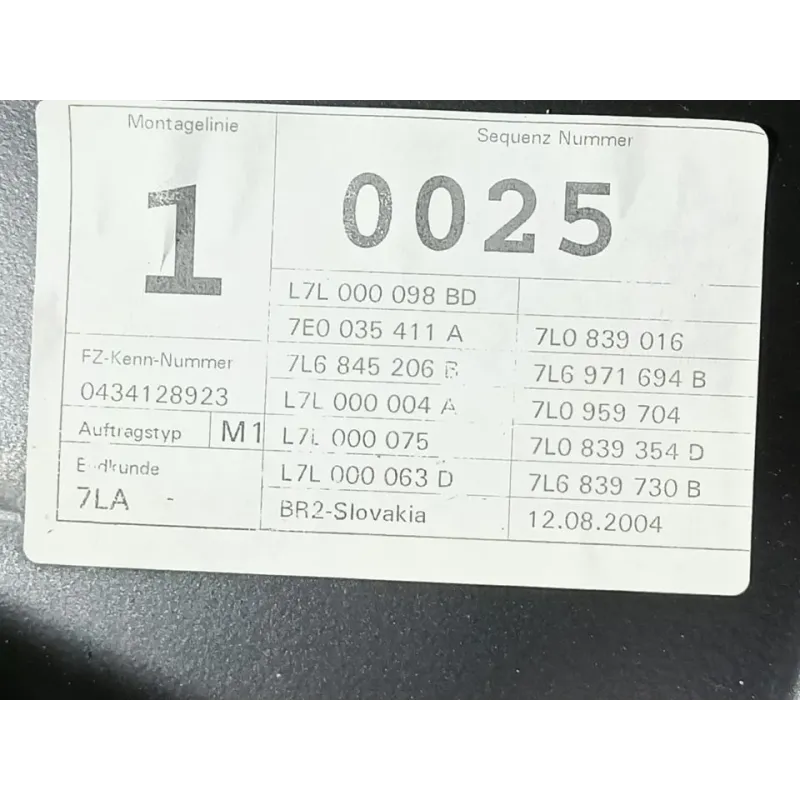 Montagelinie
1
Sequenz Nummer
0025
L7L 000 098 BD
7E0 035 411 A
7L0 839 016
7L6 845 206 B
7L6 971 694 B
L7L 000 004 A
7L0 959 704
L7L 000 075
7L0 839 354 D
L7L 000 063 D
7L6 839 730 B
BR2-Slovakia
12.08.2004
FZ-Kenn-Nummer
0434128923
Auftragstyp M1
Endkunde
7LA -